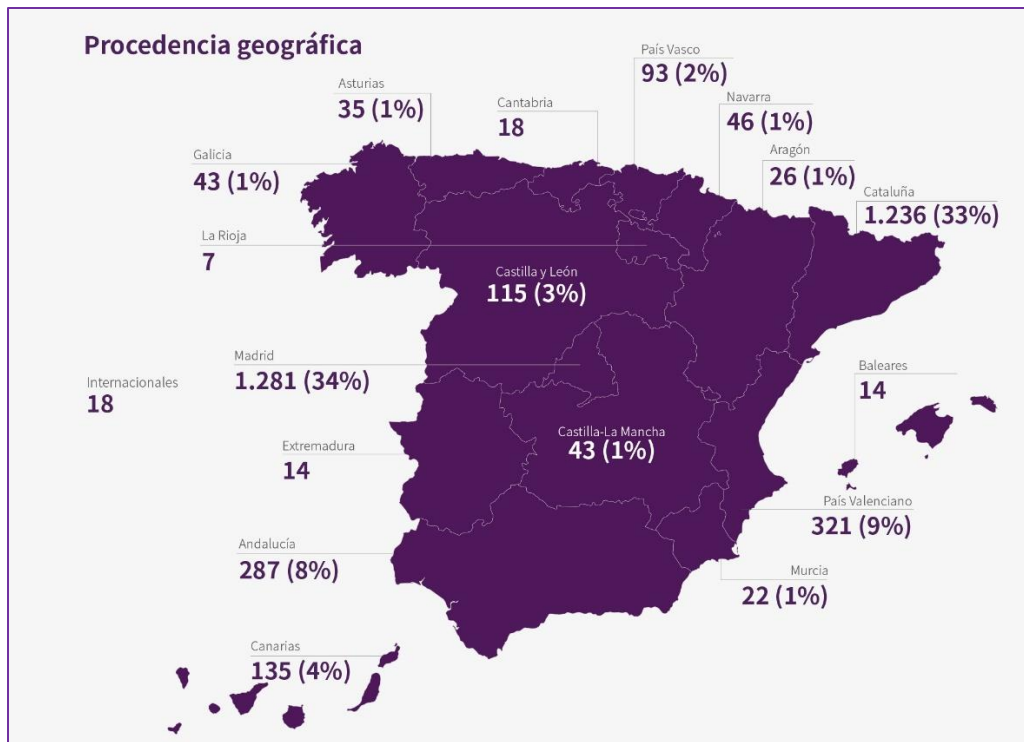 Procedencia geográfica
País Vasco
93 (2%)
Asturias
35 (1%)
Cantabria
18
Navarra
46 (1%)
Galicia
43 (1%)
Aragón
26 (1%)
Cataluña
1.236 (33%)
La Rioja
7
Castilla y León
115 (3%)
Madrid
1.281 (34%)
Internacionales
18
Baleares
14
Extremadura
14
Castilla-La Mancha
43 (1%)
País Valenciano
321 (9%)
Andalucía
287 (8%)
Murcia
22 (1%)
Canarias
135 (4%)